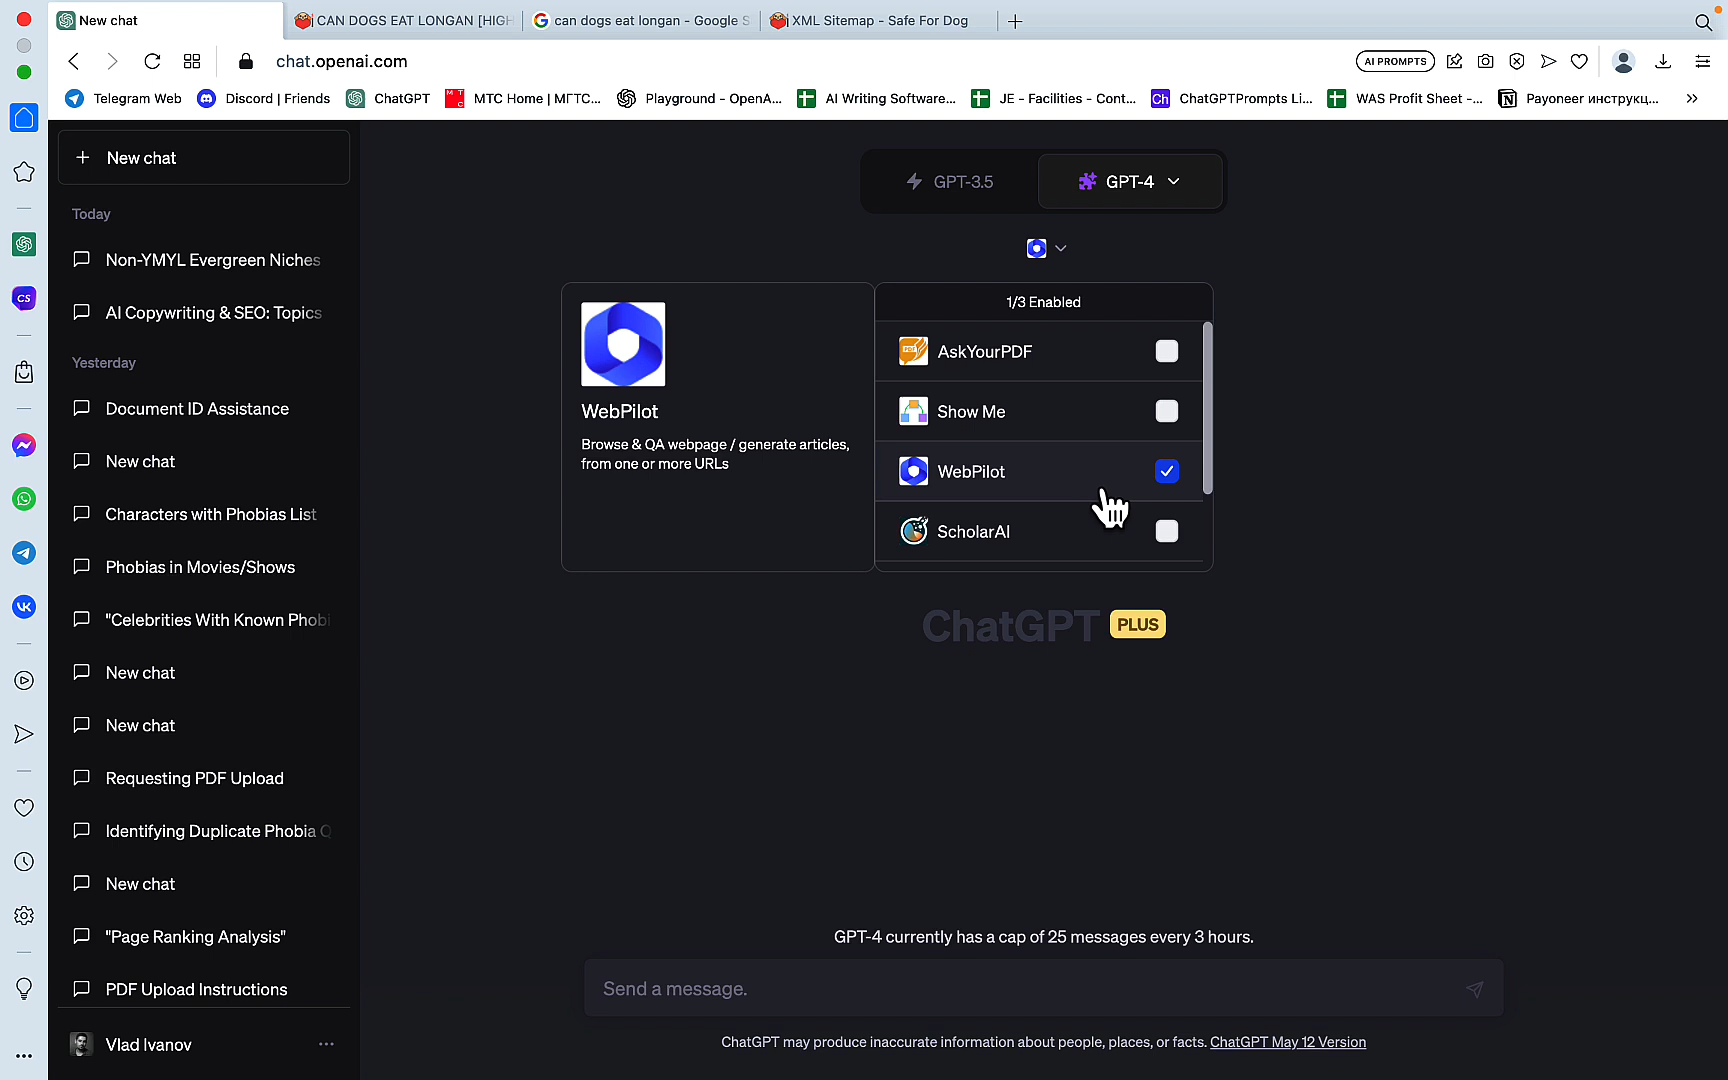 New chat
CAN DOGS EAT LONGAN [HIGH
can dogs eat longan - Google S
XML Sitemap - Safe For Dog
chat.openai.com
AI PROMPTS
Telegram Web
Discord | Friends
ChatGPT
МТС Home | МГТС...
Playground - OpenA...
AI Writing Software...
JE - Facilities - Cont...
Ch
ChatGPTPrompts Li...
WAS Profit Sheet -...
Payoneer инструкц...
New chat
Today
Non-YMYL Evergreen Niches
AI Copywriting & SEO: Topics
Yesterday
Document ID Assistance
New chat
Characters with Phobias List
Phobias in Movies/Shows
"Celebrities With Known Phobi
New chat
New chat
Requesting PDF Upload
Identifying Duplicate Phobia Q
New chat
"Page Ranking Analysis"
PDF Upload Instructions
Vlad Ivanov
CS
GPT-3.5
GPT-4
WebPilot
Browse & QA webpage / generate articles,
from one or more URLs
1/3 Enabled
AskYourPDF
Show Me
WebPilot
ScholarAI
ChatGPT PLUS
GPT-4 currently has a cap of 25 messages every 3 hours.
Send a message.
ChatGPT may produce inaccurate information about people, places, or facts. ChatGPT May 12 Version